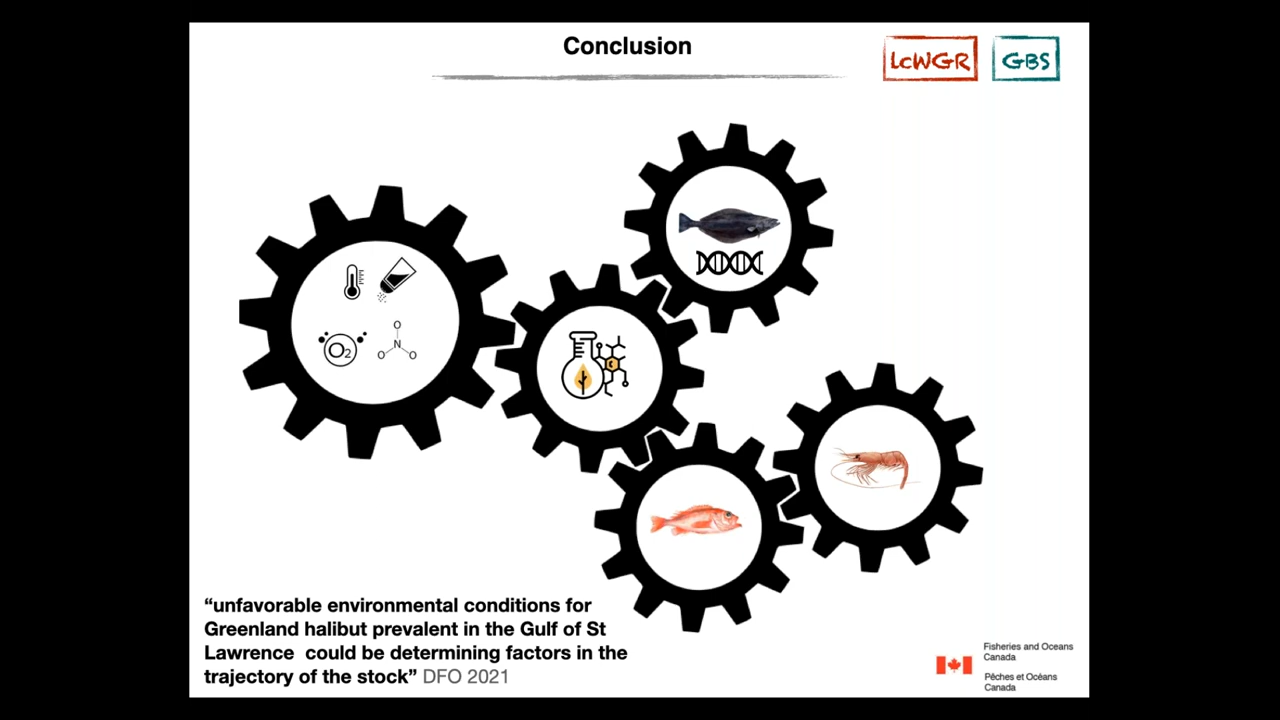 Conclusion
LcWGR
GBS
O2
O
N
O
O
“unfavorable environmental conditions for
Greenland halibut prevalent in the Gulf of St
Lawrence could be determining factors in the
trajectory of the stock” DFO 2021
Fisheries and Oceans
Canada
Pêches et Océans
Canada